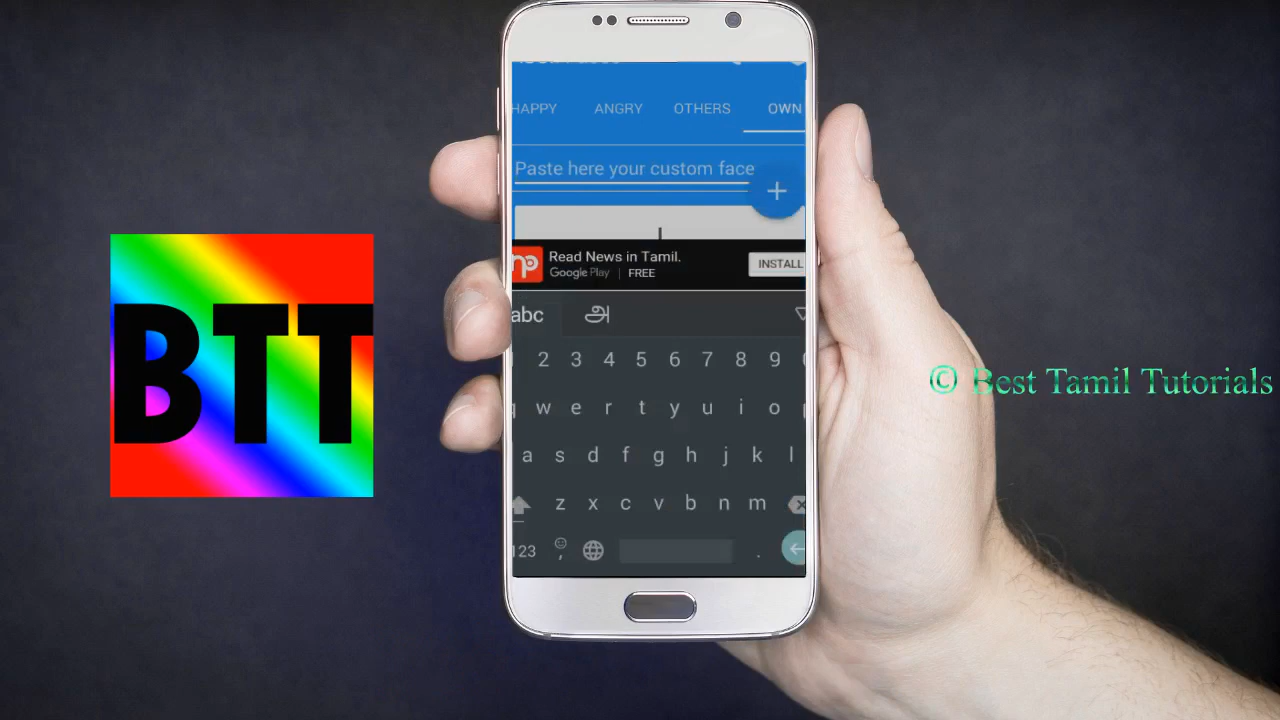 HAPPY ANGRY OTHERS OWN
Paste here your custom face
+
Read News in Tamil.
Google Play | FREE
INSTALL
abc அ
2 3 4 5 6 7 8 9
q w e r t y u i o p
a s d f g h j k l
z x c v b n m
123 , .
BTT
© Best Tamil Tutorials